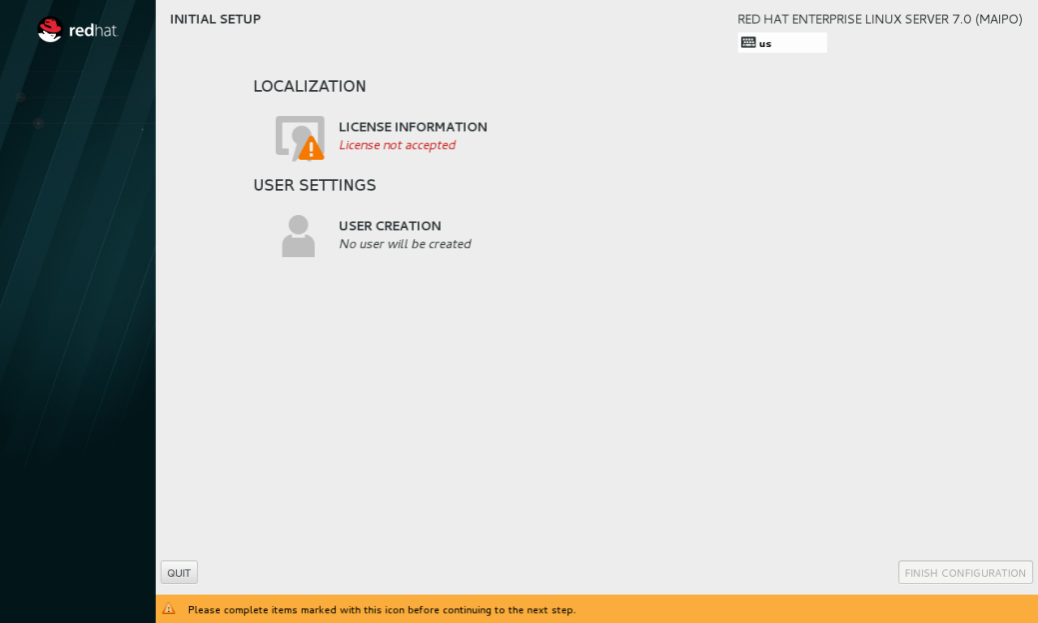 redhat
INITIAL SETUP
RED HAT ENTERPRISE LINUX SERVER 7.0 (MAIPO)
us
LOCALIZATION
LICENSE INFORMATION
License not accepted
USER SETTINGS
USER CREATION
No user will be created
QUIT
FINISH CONFIGURATION
Please complete items marked with this icon before continuing to the next step.